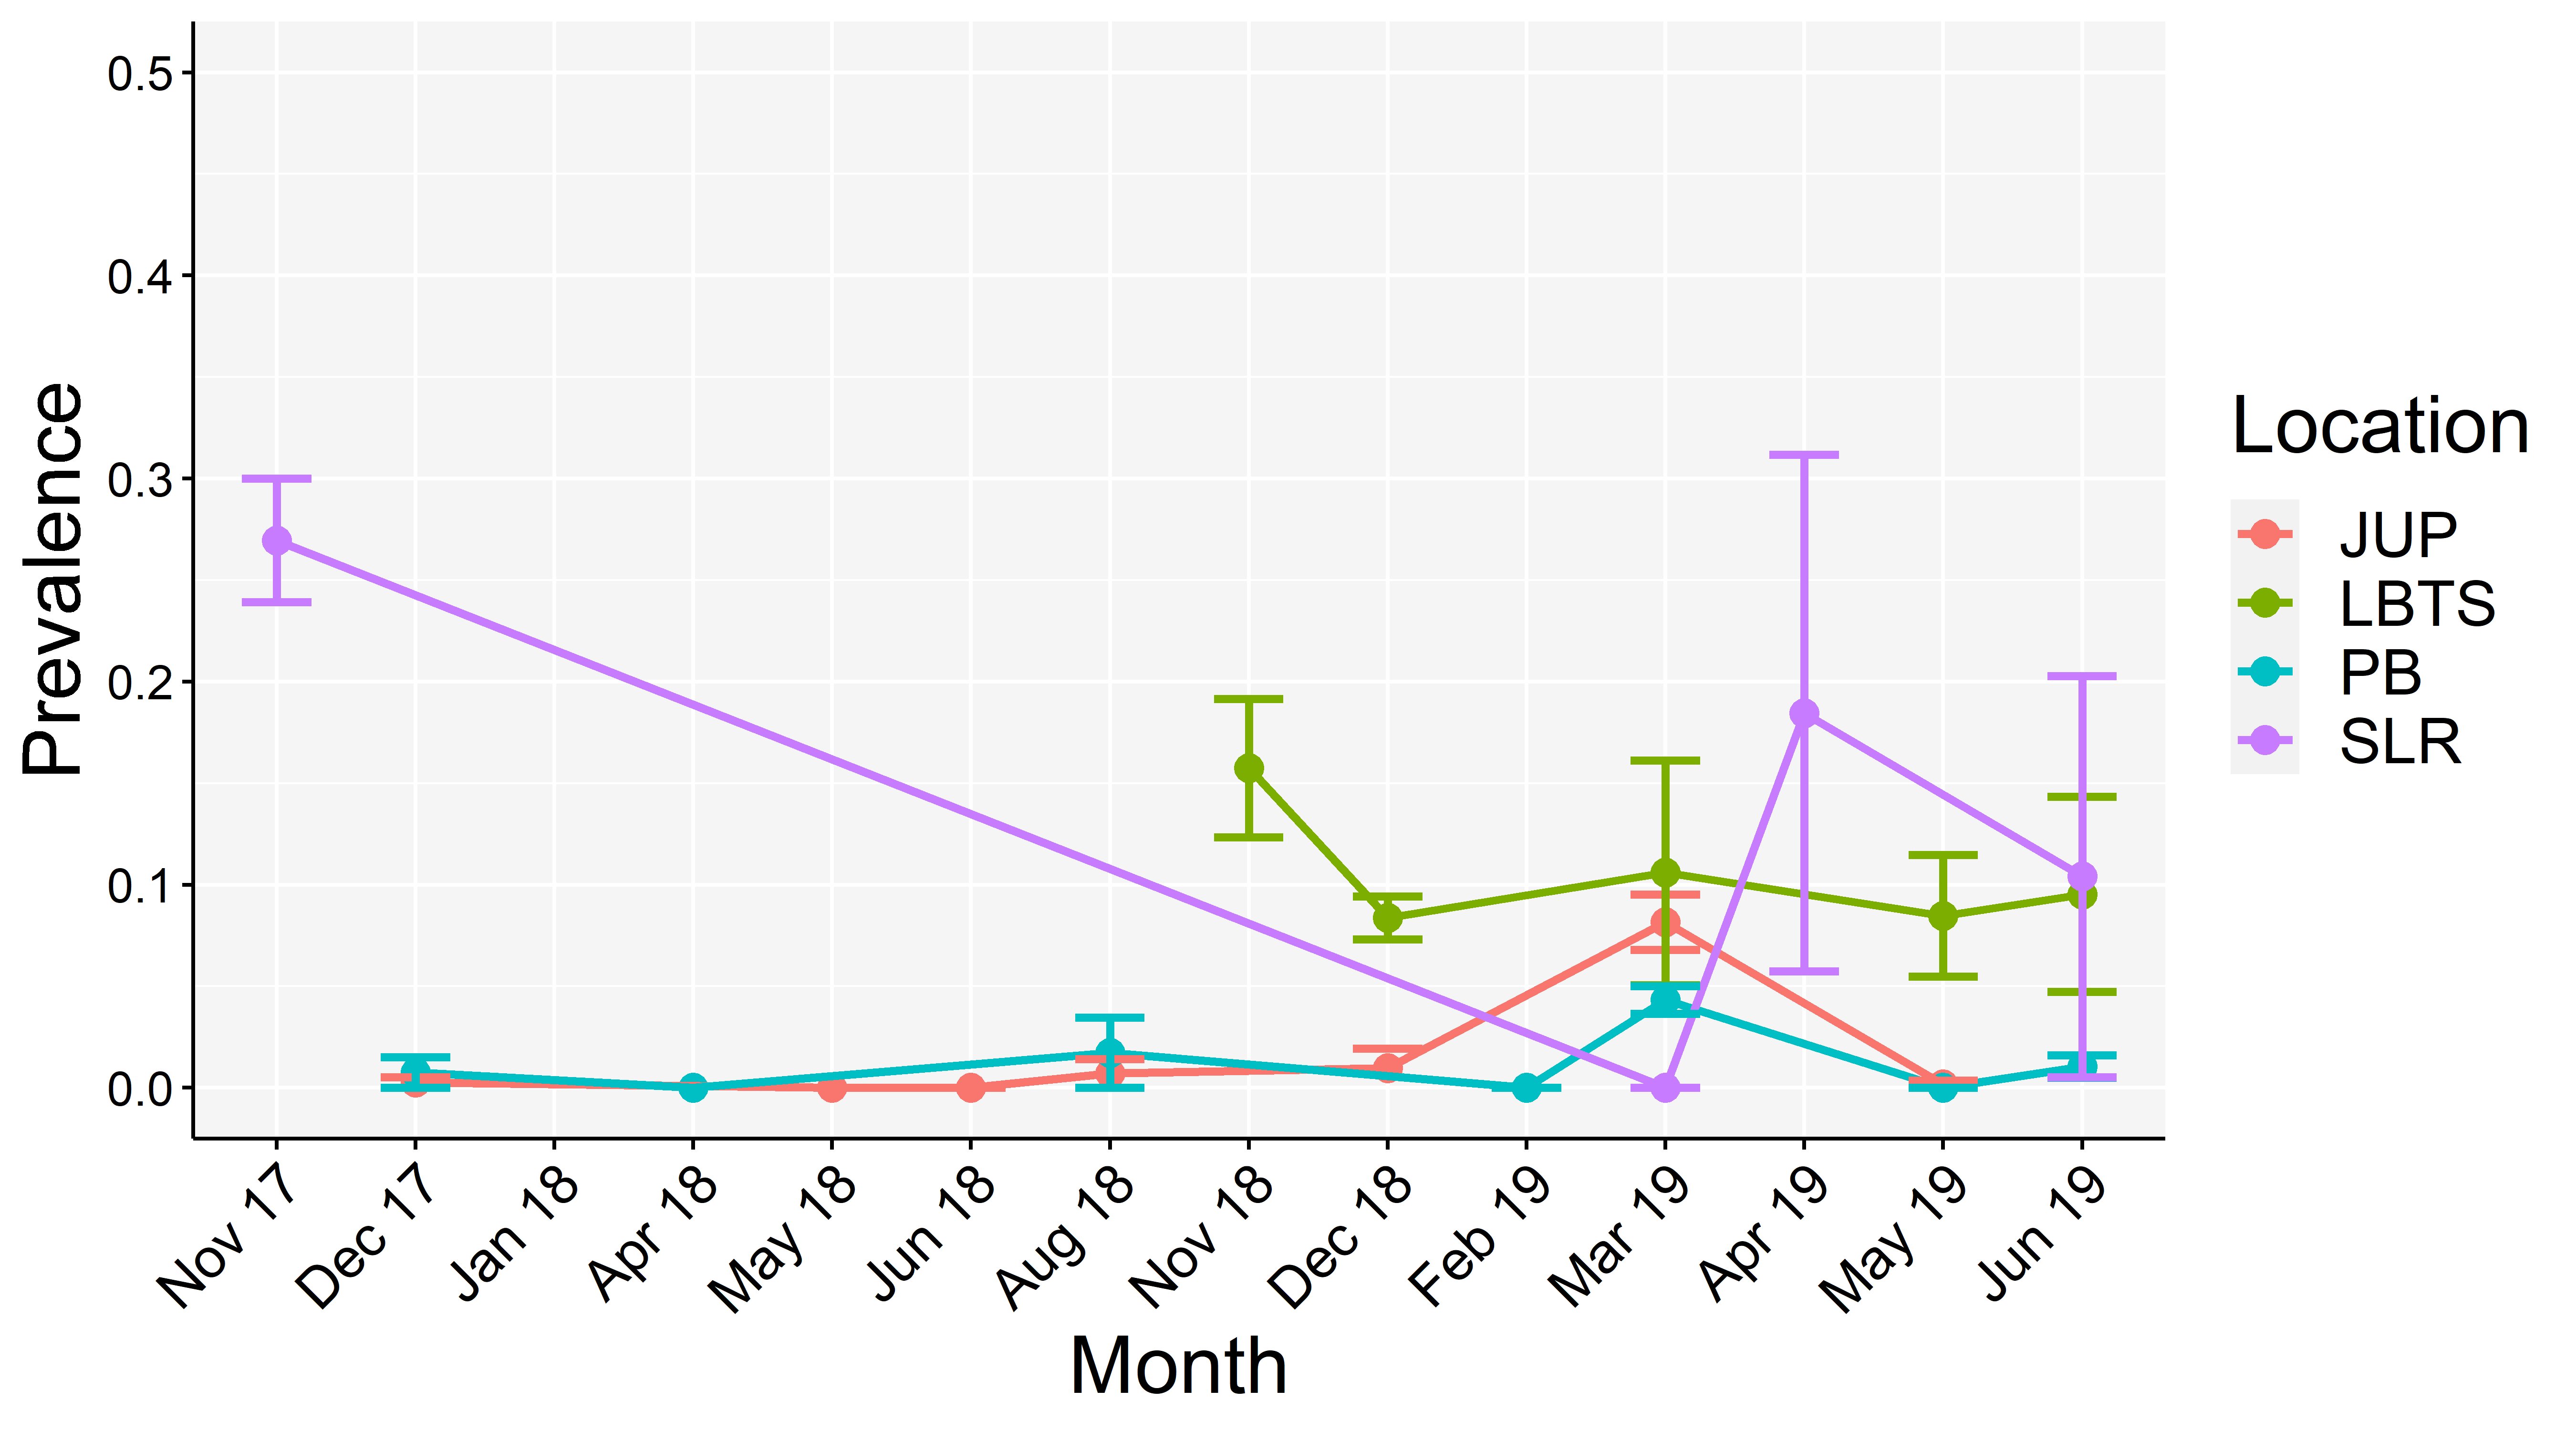 Prevalence
0.5
0.4
0.3
0.2
0.1
0.0
Nov 17
Dec 17
Jan 18
Apr 18
May 18
Jun 18
Aug 18
Nov 18
Dec 18
Feb 19
Mar 19
Apr 19
May 19
Jun 19
Month
Location
JUP
LBTS
PB
SLR